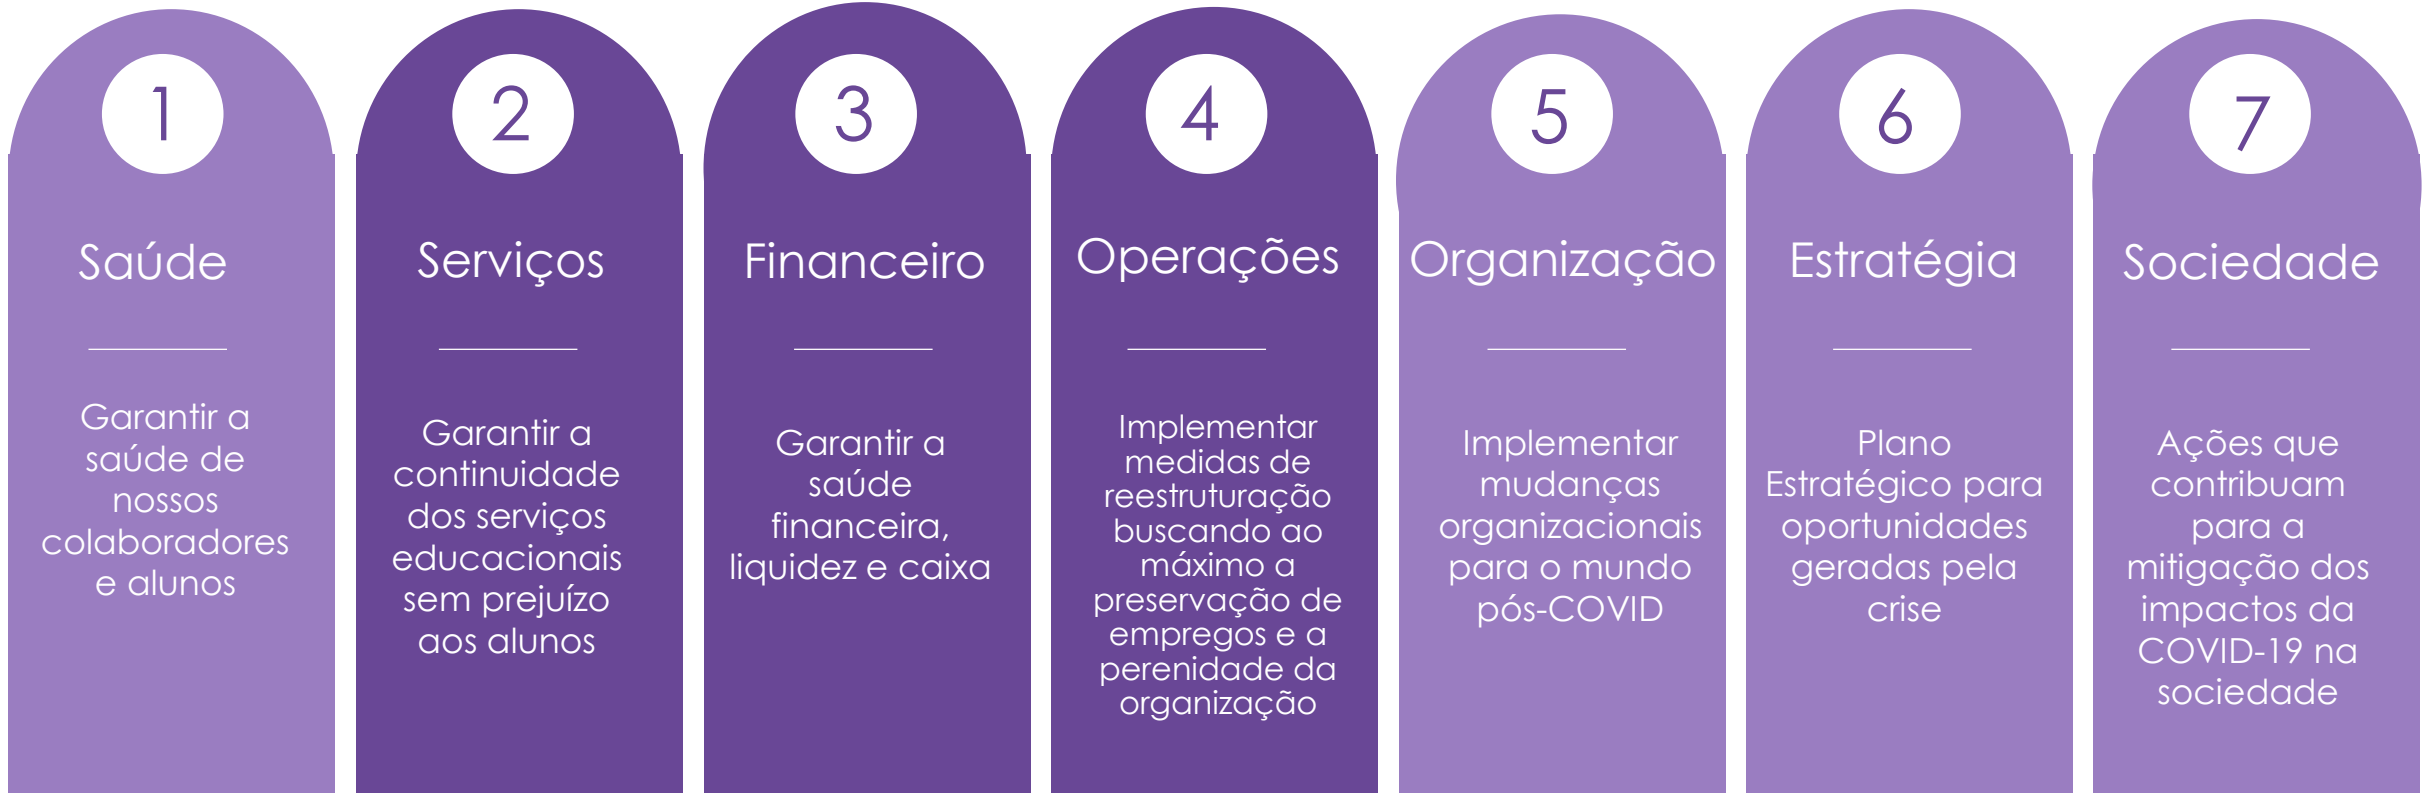 1
Saúde
Garantir a
saúde de
nossos
colaboradores
e alunos
2
Serviços
Garantir a
continuidade
dos serviços
educacionais
sem prejuízo
aos alunos
3
Financeiro
Garantir a
saúde
financeira,
liquidez e caixa
4
Operações
Implementar
medidas de
reestruturação
buscando ao
máximo a
preservação de
empregos e a
perenidade da
organização
5
Organização
Implementar
mudanças
organizacionais
para o mundo
pós-COVID
6
Estratégia
Plano
Estratégico para
oportunidades
geradas pela
crise
7
Sociedade
Ações que
contribuam
para a
mitigação dos
impactos da
COVID-19 na
sociedade